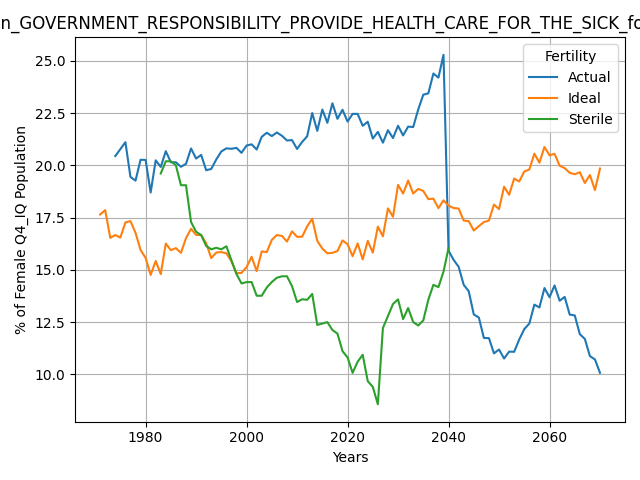 n_GOVERNMENT_RESPONSIBILITY_PROVIDE_HEALTH_CARE_FOR_THE_SICK_fo
Fertility
Actual
Ideal
Sterile
25.0
22.5
20.0
17.5
15.0
12.5
10.0
% of Female Q4_IQ Population
1980 2000 2020 2040 2060
Years